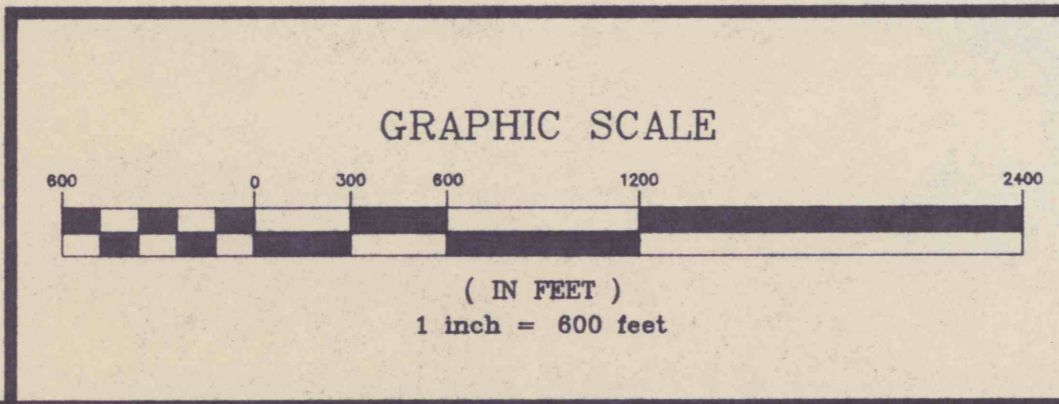 GRAPHIC SCALE
600 0 300 600 1200 2400
( IN FEET )
1 inch = 600 feet